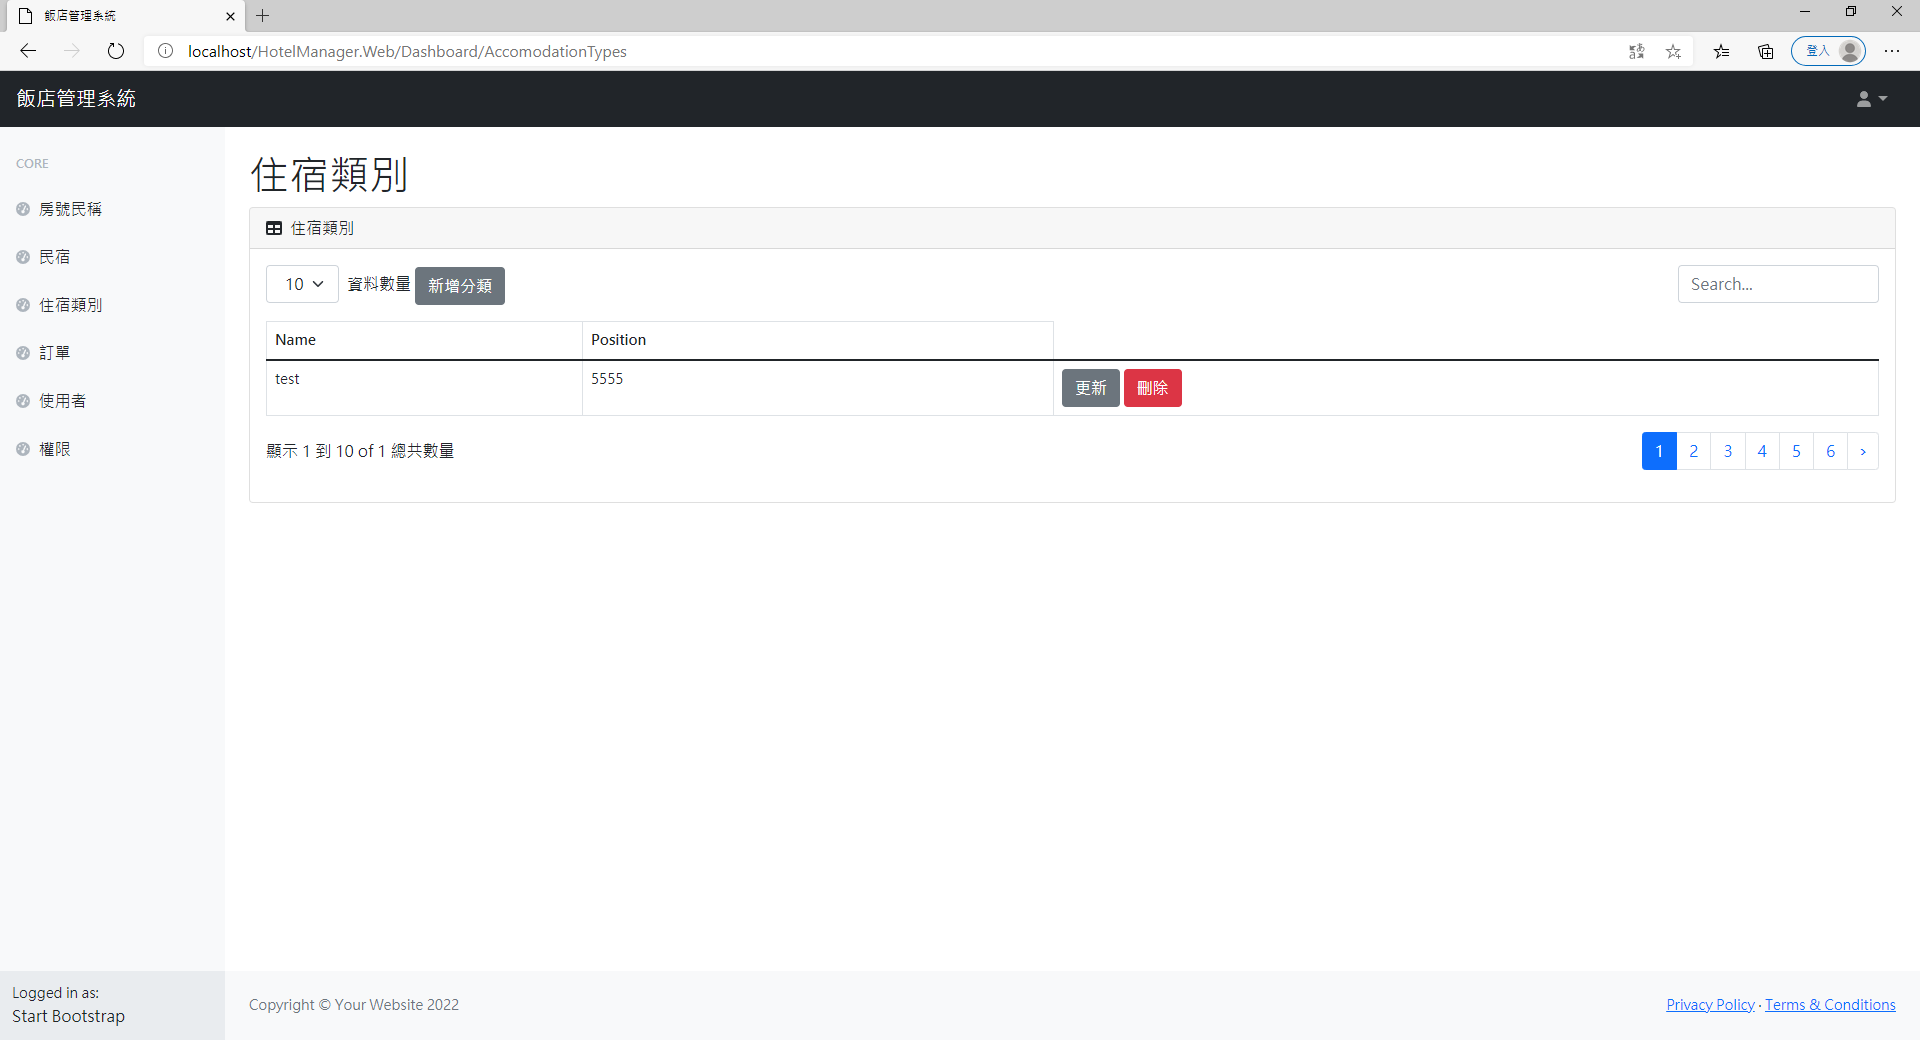 飯店管理系統
localhost/HotelManager.Web/Dashboard/AccomodationTypes
登入
飯店管理系統
CORE
房號民稱
民宿
住宿類別
訂單
使用者
權限
住宿類別
住宿類別
10 資料數量 新增分類 Search...
Name Position
test 5555 更新 刪除
顯示 1 到 10 of 1 總共數量
1 2 3 4 5 6 ›
Logged in as:
Start Bootstrap
Copyright © Your Website 2022
Privacy Policy · Terms & Conditions